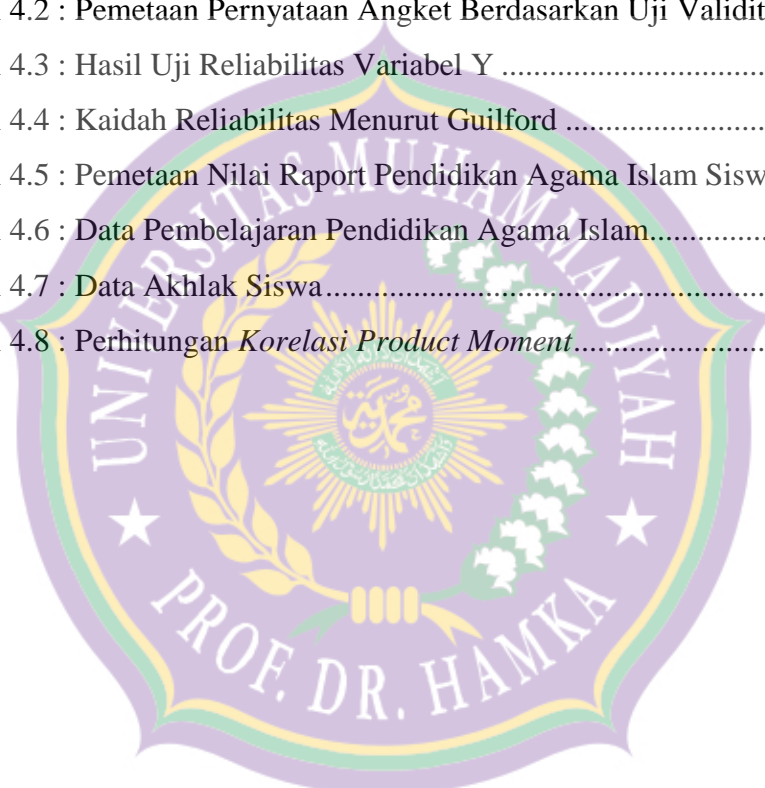 4.2 : Pemetaan Pernyataan Angket Berdasarkan Uji Validit
4.3 : Hasil Uji Reliabilitas Variabel Y ................................
4.4 : Kaidah Reliabilitas Menurut Guilford ........................
4.5 : Pemetaan Nilai Raport Pendidikan Agama Islam Sisw
4.6 : Data Pembelajaran Pendidikan Agama Islam..............
4.7 : Data Akhlak Siswa.....................................................
4.8 : Perhitungan Korelasi Product Moment.......................
UNIVERSITAS MUHAMMADIYAH
PROF. DR. HAMKA